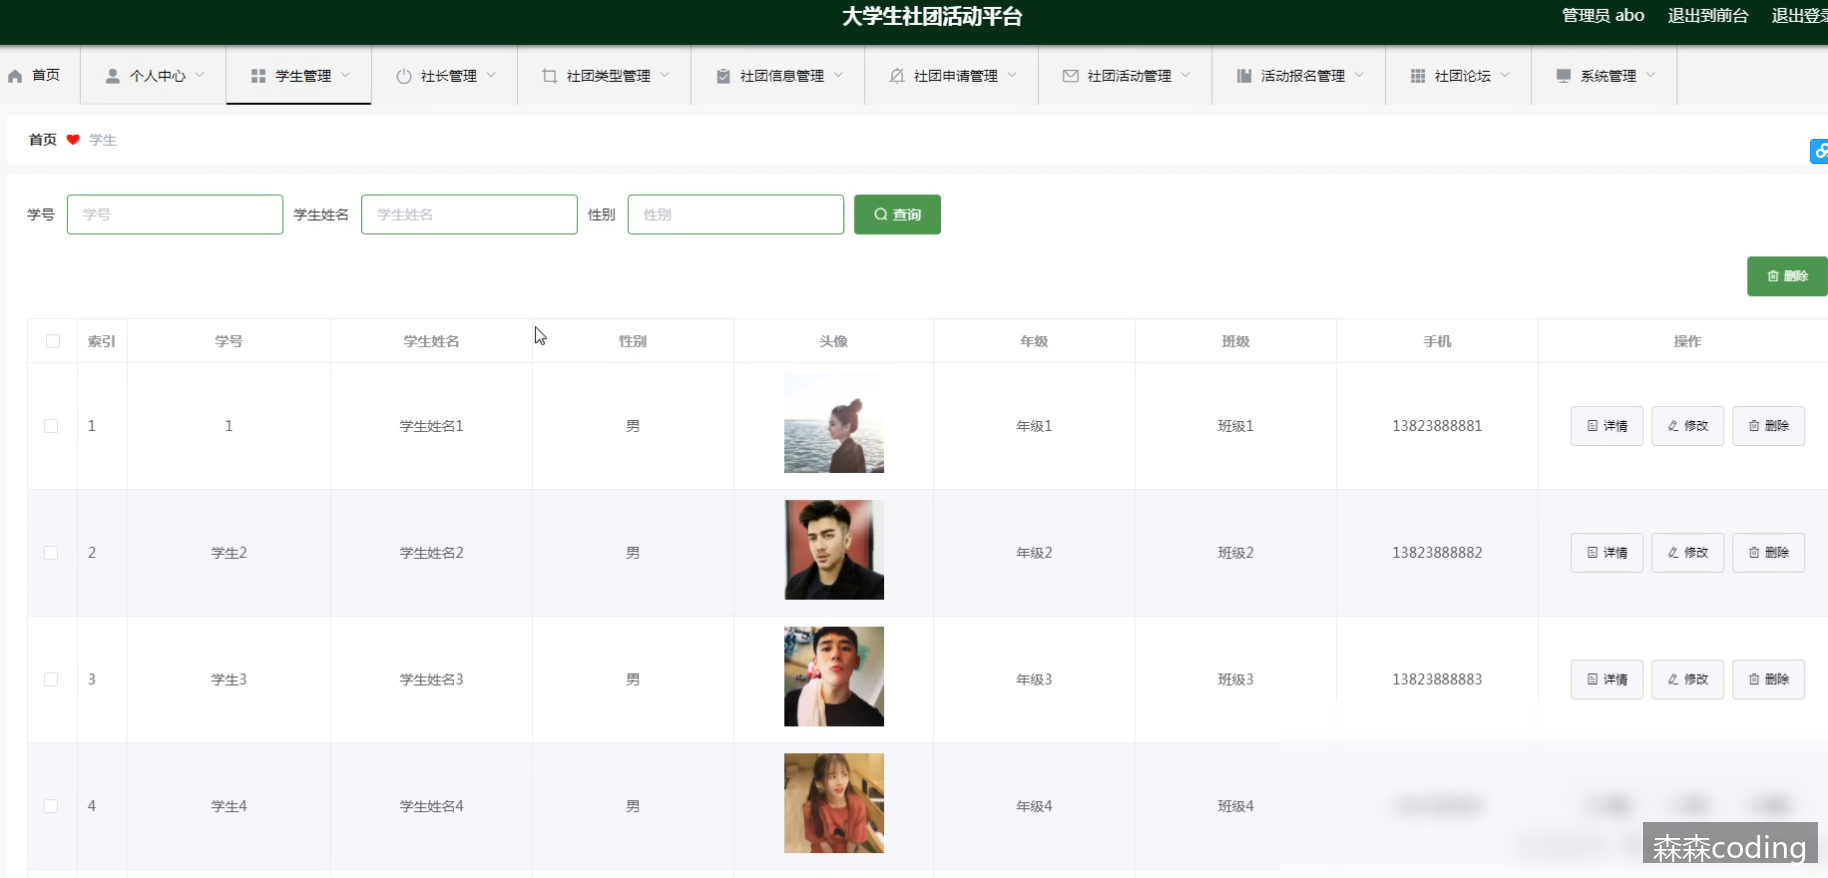 大学生社团活动平台
管理员 abo 退出到前台 退出登录
首页 个人中心 学生管理 社长管理 社团类型管理 社团信息管理 社团申请管理 社团活动管理 活动报名管理 社团论坛 系统管理
首页 学生
学号 学号 学生姓名 学生姓名 性别 性别 查询
删除
索引 学号 学生姓名 性别 头像 年级 班级 手机 操作
1 1 学生姓名1 男 年级1 班级1 13823888881 详情 修改 删除
2 学生2 学生姓名2 男 年级2 班级2 13823888882 详情 修改 删除
3 学生3 学生姓名3 男 年级3 班级3 13823888883 详情 修改 删除
4 学生4 学生姓名4 男 年级4 班级4
森森coding